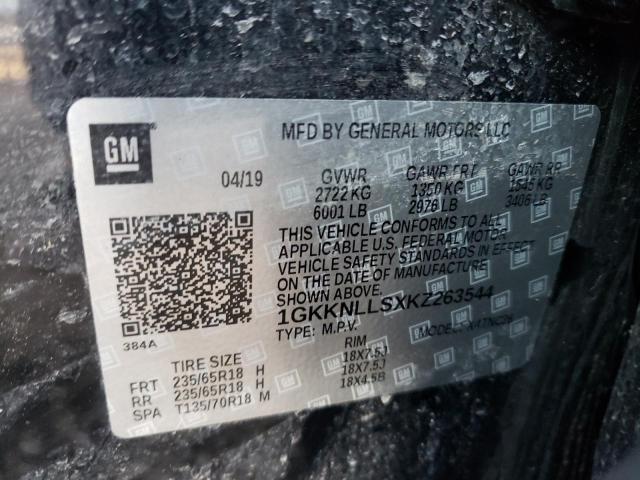 GM
MFD BY GENERAL MOTORS LLC
04/19 GVWR GAWR FRT GAWR RR
2722 KG 1350 KG 1545 KG
6001 LB 2976 LB 3406 LB
THIS VEHICLE CONFORMS TO ALL
APPLICABLE U.S. FEDERAL MOTOR
VEHICLE SAFETY STANDARDS IN EFFECT
ON THE DATE OF MANUFACTURE
SHOWN ABOVE.
1GKKNLLSXKZ263544
TYPE: M.P.V. MODEL:
384A
TIRE SIZE RIM
FRT 235/65R18 H 18X7.5J
RR 235/65R18 H 18X7.5J
SPA T135/70R18 M 18X4.5B